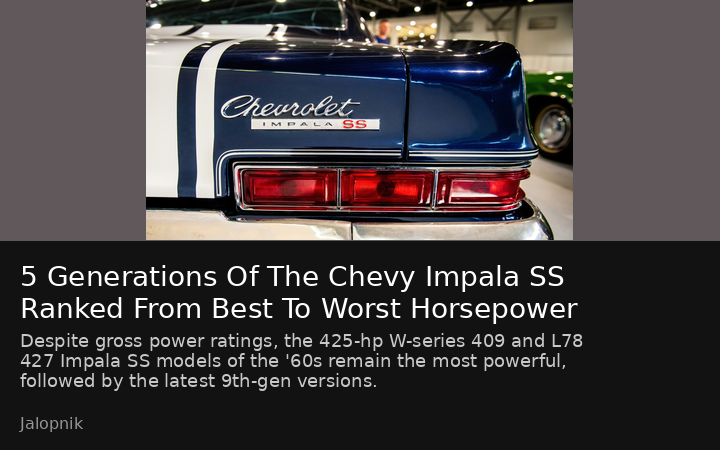 Chevrolet
IMPALA SS
5 Generations Of The Chevy Impala SS
Ranked From Best To Worst Horsepower
Despite gross power ratings, the 425-hp W-series 409 and L78
427 Impala SS models of the '60s remain the most powerful,
followed by the latest 9th-gen versions.
Jalopnik